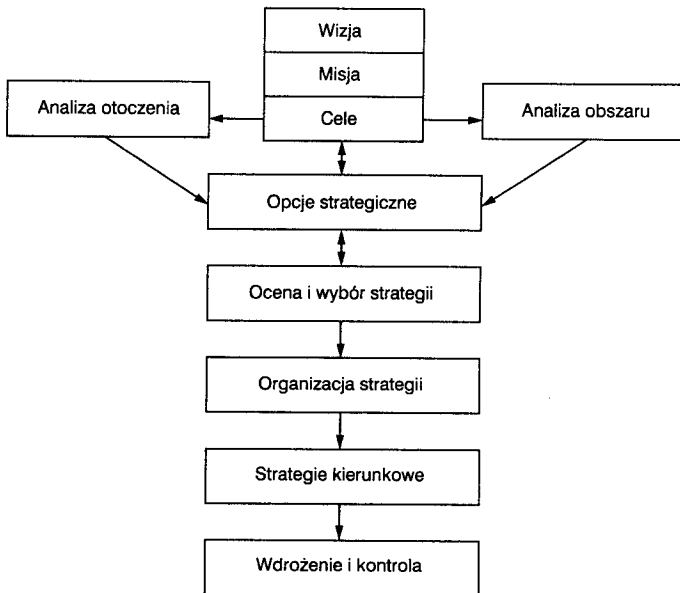 Wizja
Misja
Cele
Analiza otoczenia
Analiza obszaru
Opcje strategiczne
Ocena i wybór strategii
Organizacja strategii
Strategie kierunkowe
Wdrożenie i kontrola